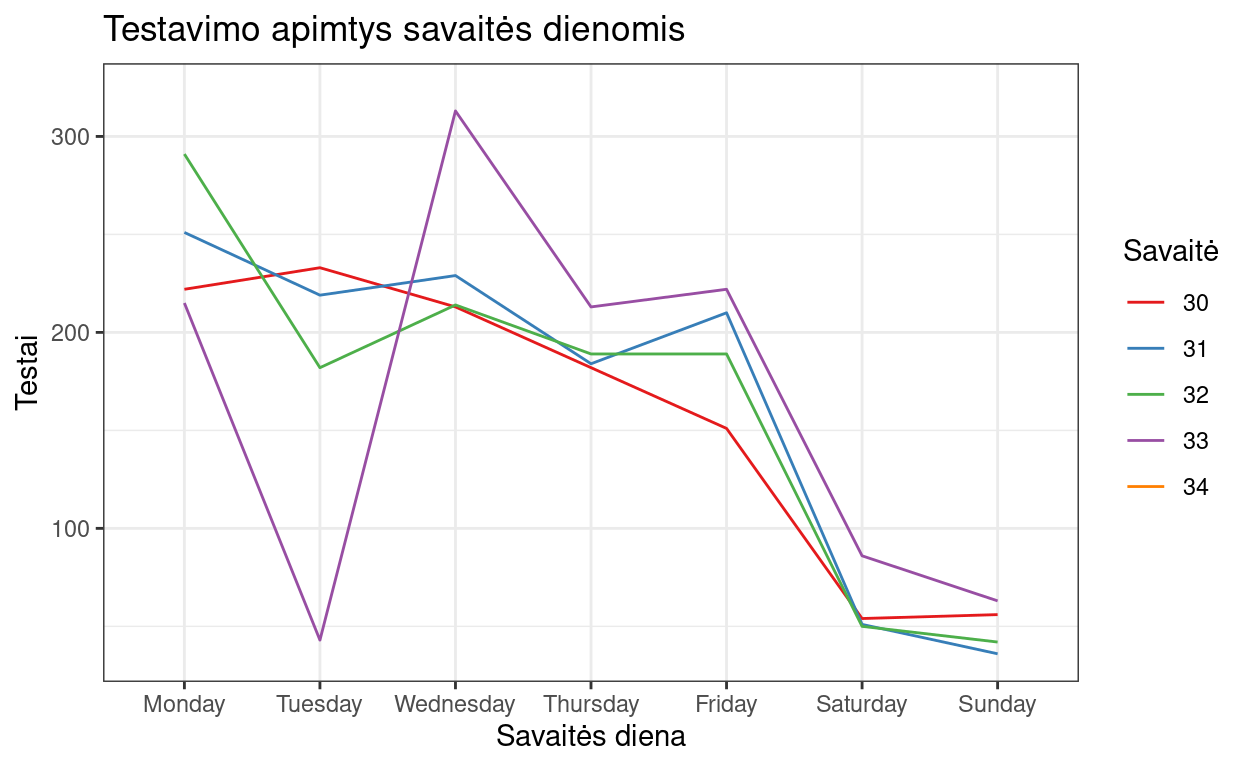 Testavimo apimtys savaitės dienomis
300
200
100
Testai
Monday Tuesday Wednesday Thursday Friday Saturday Sunday
Savaitės diena
Savaitė
30
31
32
33
34